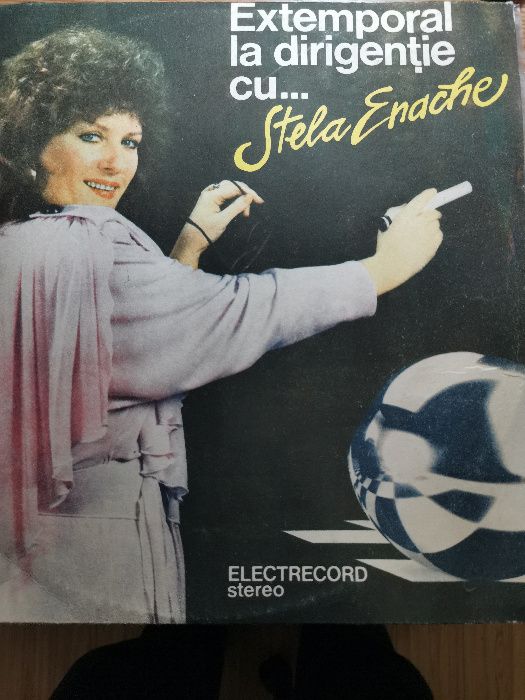 Extemporal
la dirigenție
cu...
Stela Enache
ELECTRECORD
stereo